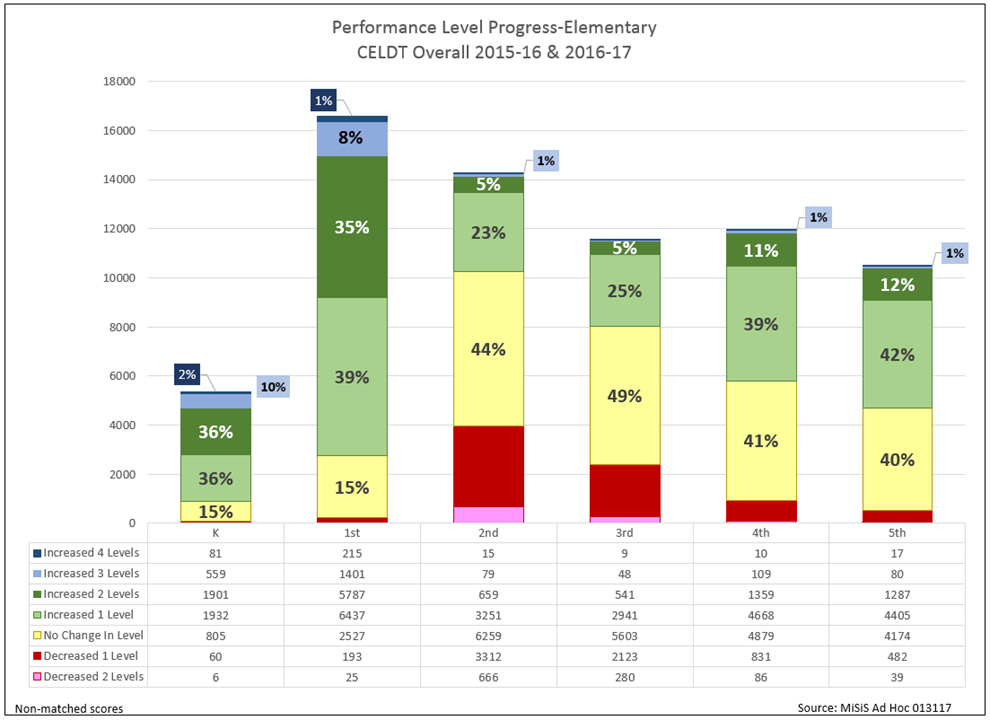 Performance Level Progress-Elementary
CELDT Overall 2015-16 & 2016-17
18000
16000
14000
12000
10000
8000
6000
4000
2000
0
2%
10%
36%
36%
15%
1%
8%
35%
39%
15%
1%
5%
23%
44%
5%
25%
49%
1%
11%
39%
41%
1%
12%
42%
40%
K 1st 2nd 3rd 4th 5th
Increased 4 Levels 81 215 15 9 10 17
Increased 3 Levels 559 1401 79 48 109 80
Increased 2 Levels 1901 5787 659 541 1359 1287
Increased 1 Level 1932 6437 3251 2941 4668 4405
No Change In Level 805 2527 6259 5603 4879 4174
Decreased 1 Level 60 193 3312 2123 831 482
Decreased 2 Levels 6 25 666 280 86 39
Non-matched scores
Source: MiSiS Ad Hoc 013117